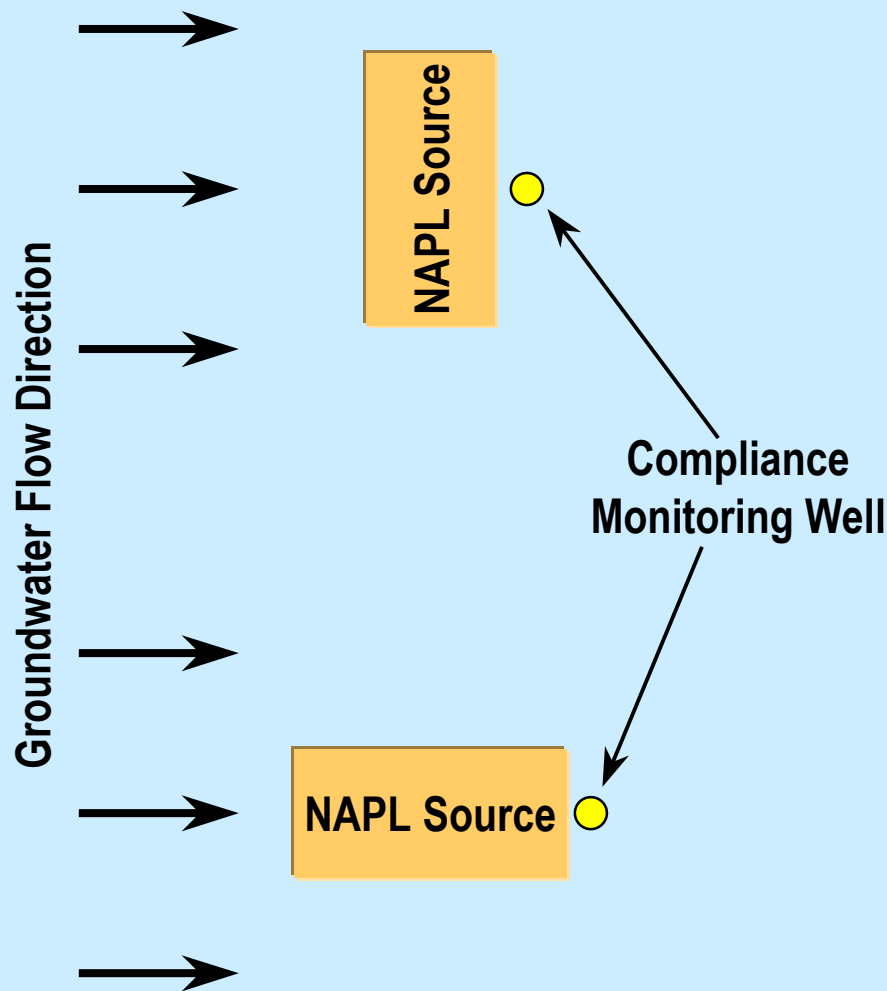 Groundwater Flow Direction
NAPL Source
Compliance
Monitoring Well
NAPL Source